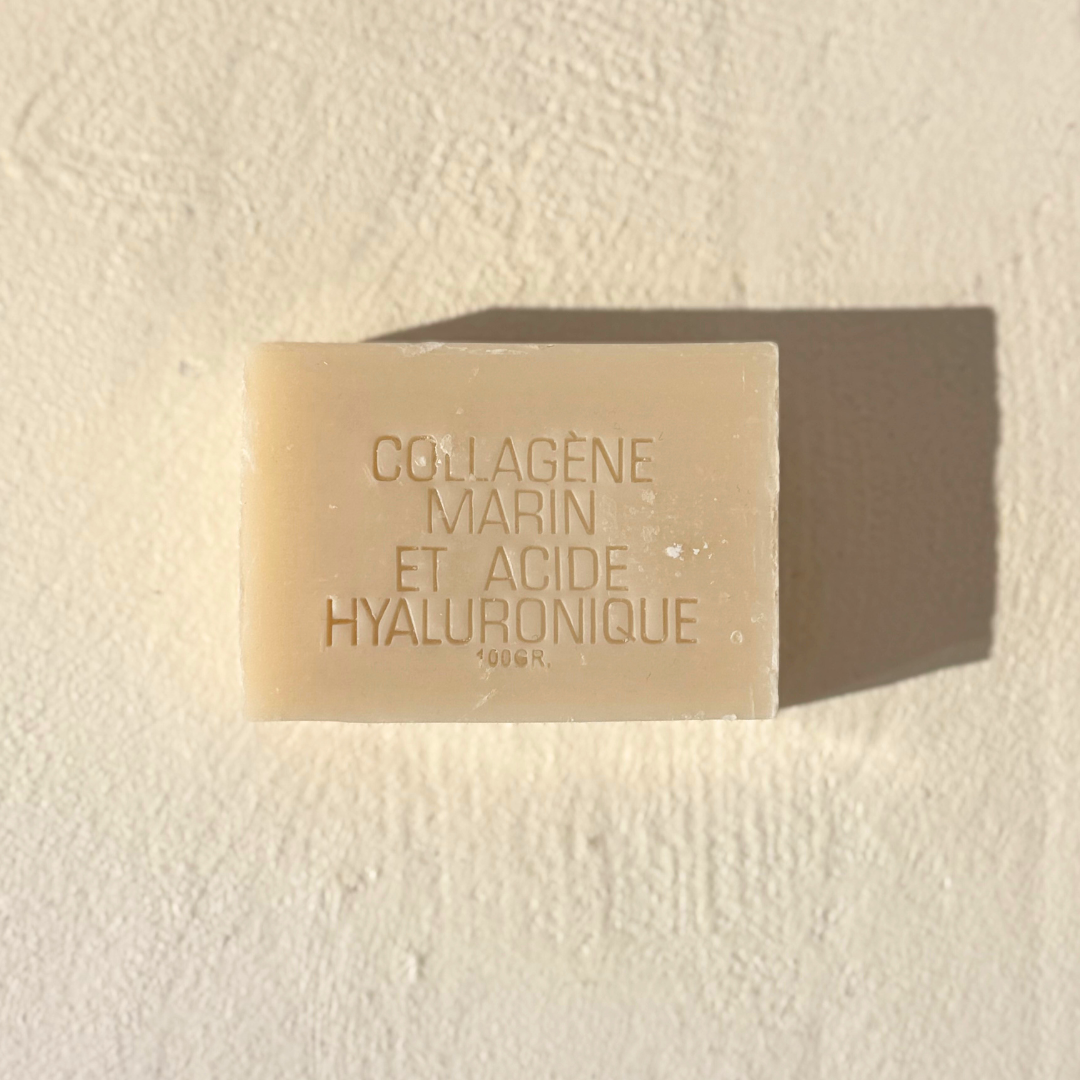 COLLAGÈNE
MARIN
ET ACIDE
HYALURONIQUE
100GR.